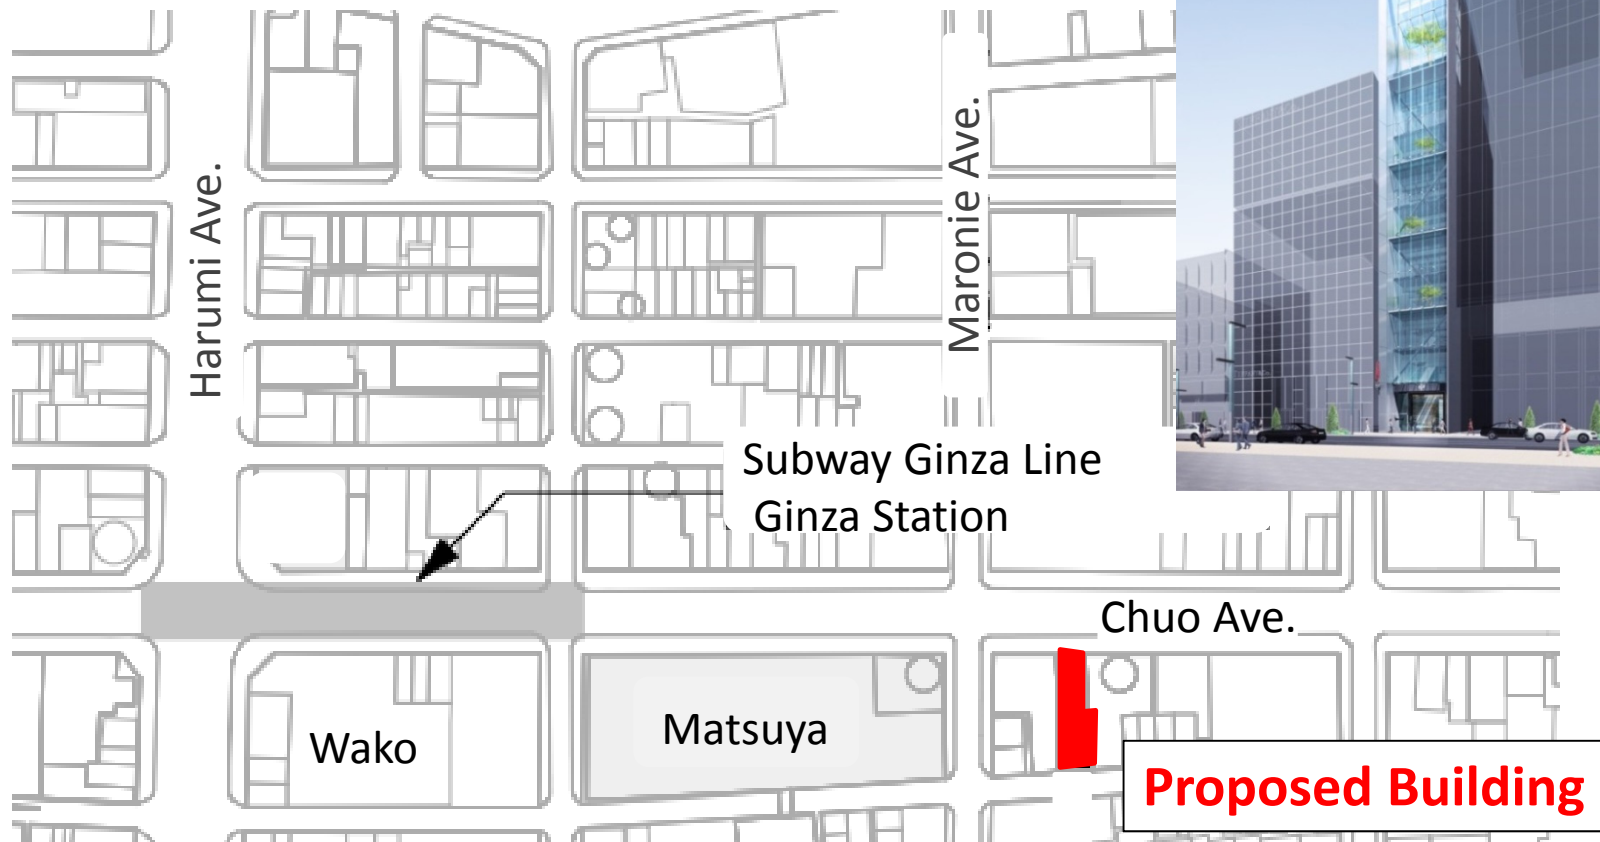 Harumi Ave.
Maronie Ave.
Subway Ginza Line
Ginza Station
Chuo Ave.
Wako
Matsuya
Proposed Building